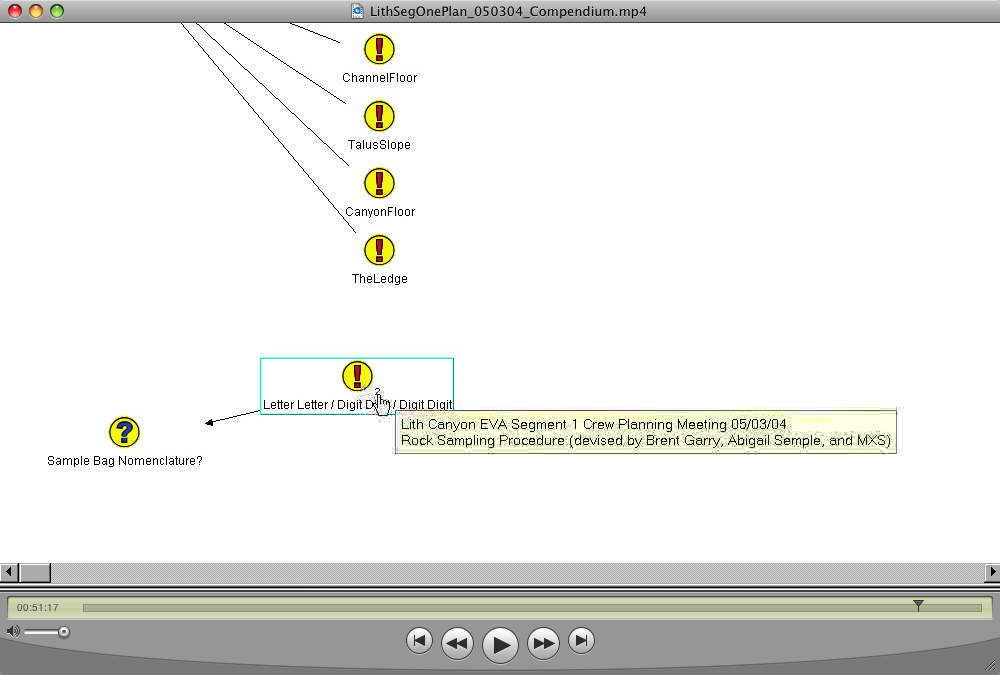 LithSegOnePlan_050304_Compendium.mp4
ChannelFloor
TalusSlope
CanyonFloor
TheLedge
2
Letter Letter / Digit Digit / Digit Digit
Lith Canyon EVA Segment 1 Crew Planning Meeting 05/03/04
Rock Sampling Procedure (devised by Brent Garry, Abigail Semple, and MXS)
Sample Bag Nomenclature?
00:51:17